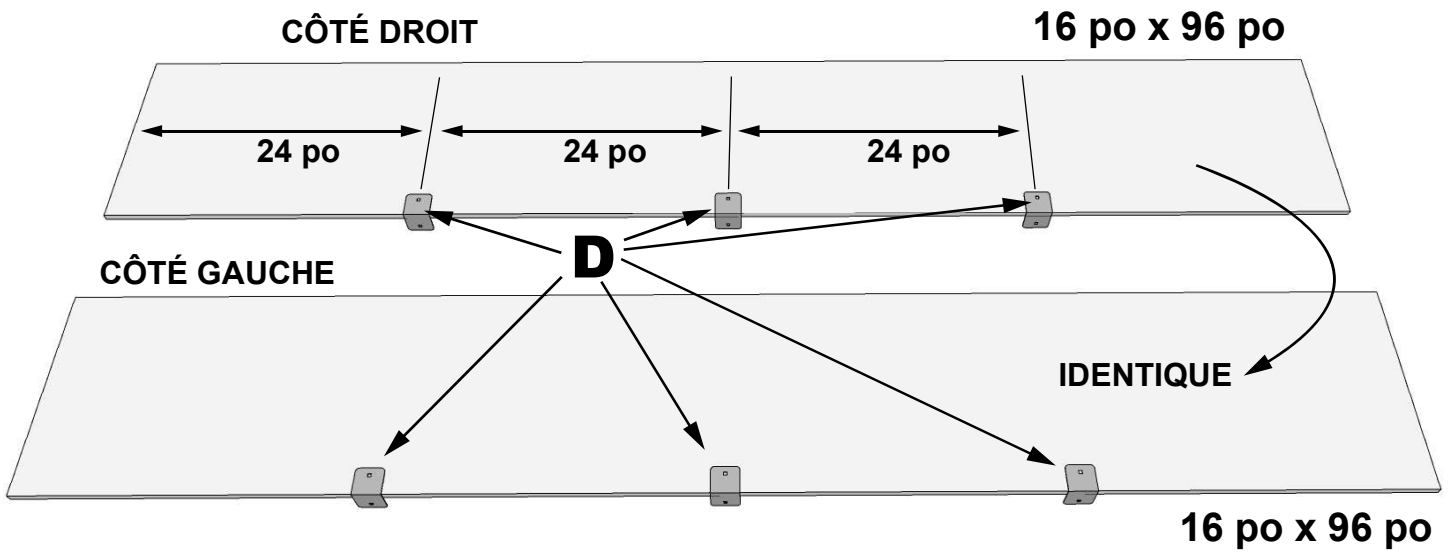 CÔTÉ DROIT
16 po x 96 po
24 po
24 po
24 po
D
CÔTÉ GAUCHE
IDENTIQUE
16 po x 96 po